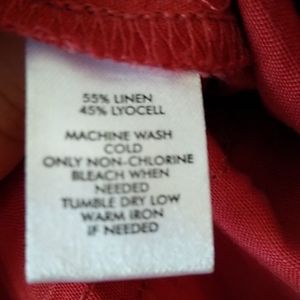 55% LINEN
45% LYOCELL
MACHINE WASH
COLD
ONLY NON-CHLORINE
BLEACH WHEN
NEEDED
TUMBLE DRY LOW
WARM IRON
IF NEEDED